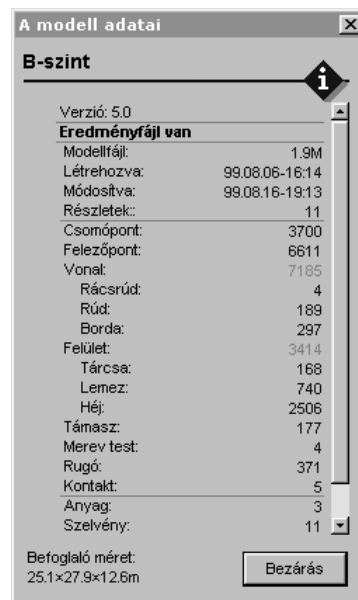 A modell adatai
B-szint
Verzió: 5.0
Eredményfájl van
Modellfájl: 1.9M
Létrehozva: 99.08.06-16:14
Módosítva: 99.08.16-19:13
Részletek:: 11
Csomópont: 3700
Felezőpont: 6611
Vonal: 7185
Rácsrúd: 4
Rúd: 189
Borda: 297
Felület: 3414
Tárcsa: 168
Lemez: 740
Héj: 2506
Támasz: 177
Merev test: 4
Rugó: 371
Kontakt: 5
Anyag: 3
Szelvény: 11
Befoglaló méret:
25.1×27.9×12.6m
Bezárás